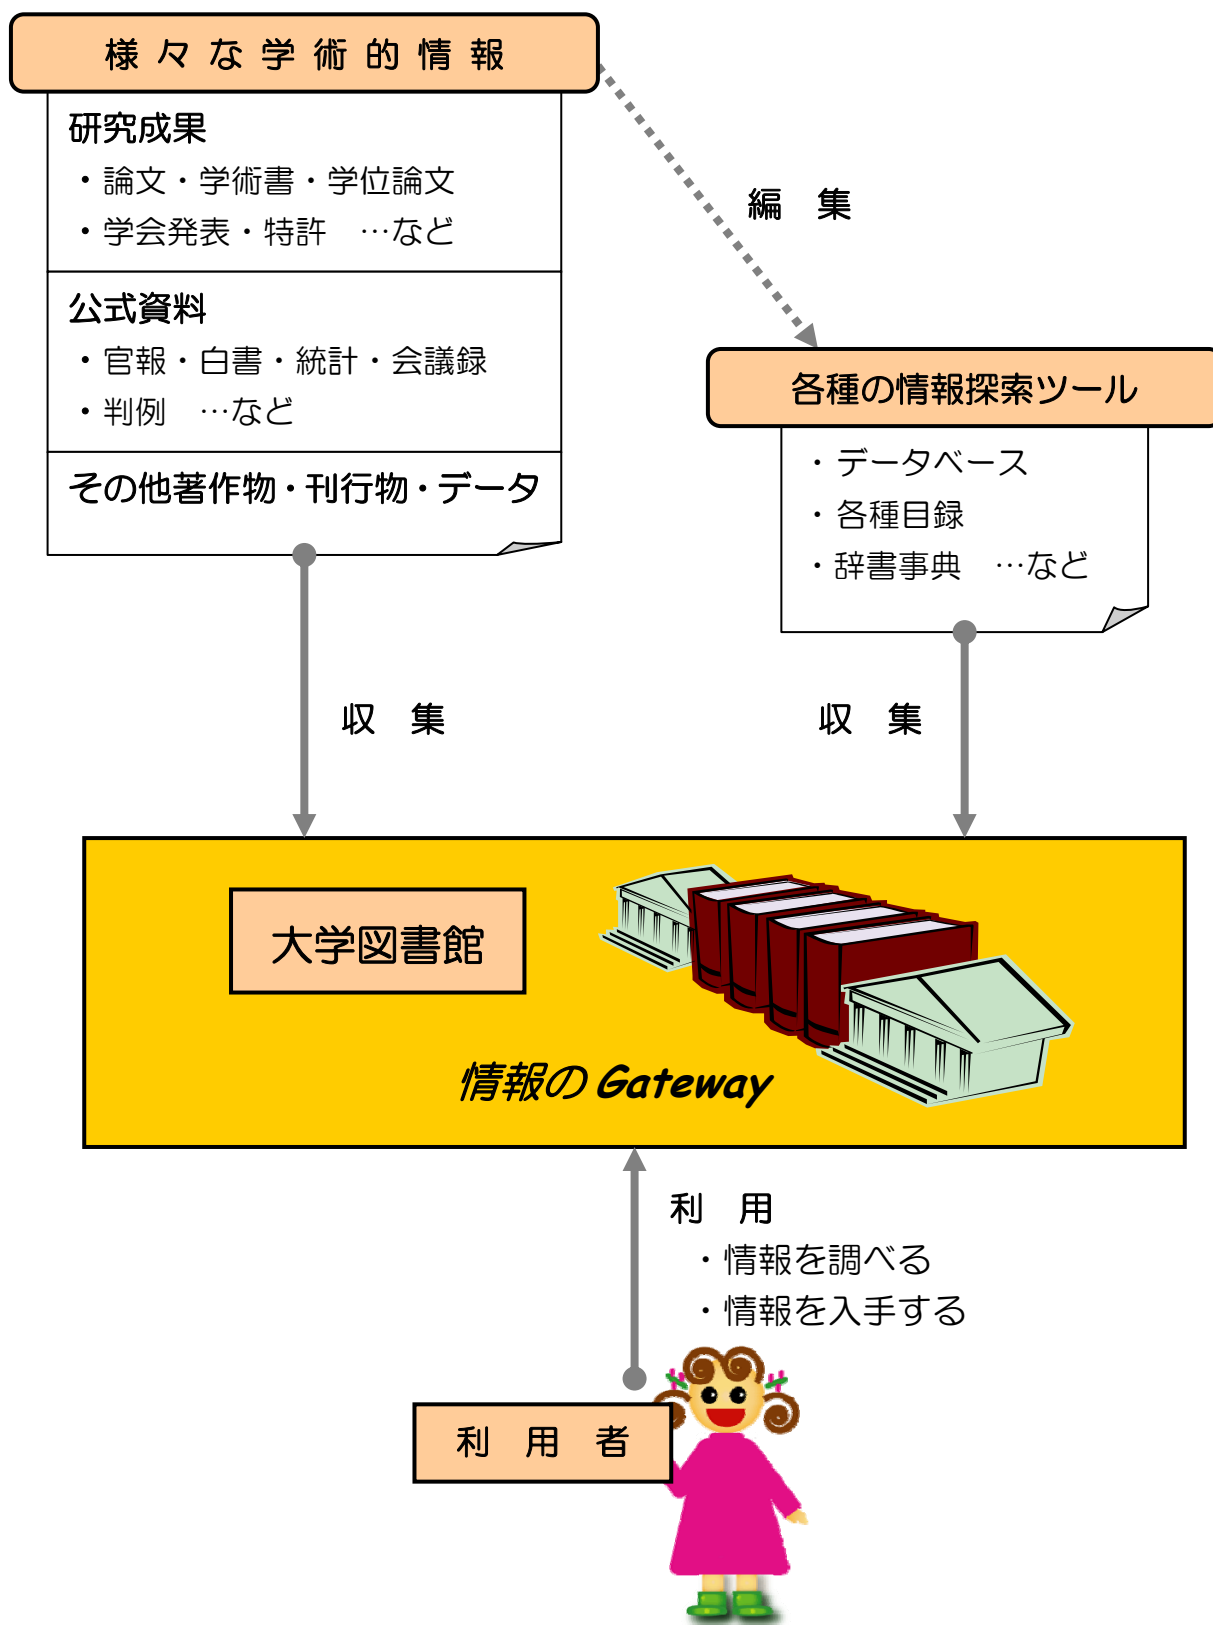 様々な学術的情報
研究成果
・論文・学術書・学位論文
・学会発表・特許　…など
公式資料
・官報・白書・統計・会議録
・判例　…など
その他著作物・刊行物・データ
編　集
各種の情報探索ツール
・データベース
・各種目録
・辞書事典　…など
収　集
収　集
大学図書館
情報の Gateway
利　用
・情報を調べる
・情報を入手する
利　用　者